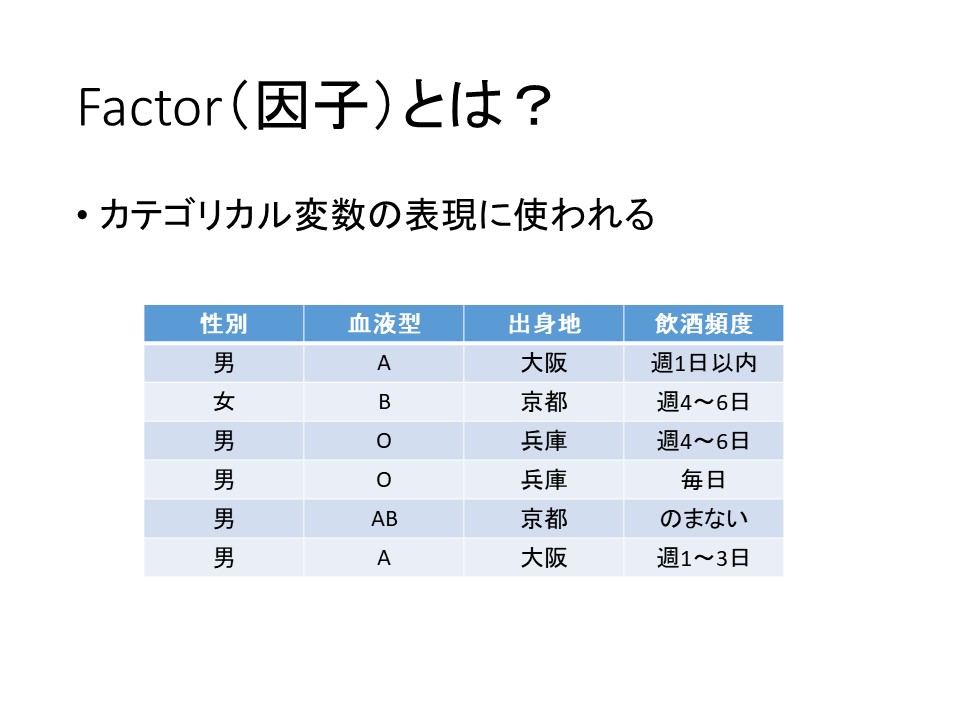 Factor（因子）とは？
• カテゴリカル変数の表現に使われる
性別 血液型 出身地 飲酒頻度
男 A 大阪 週1日以内
女 B 京都 週4～6日
男 O 兵庫 週4～6日
男 O 兵庫 毎日
男 AB 京都 のまない
男 A 大阪 週1～3日